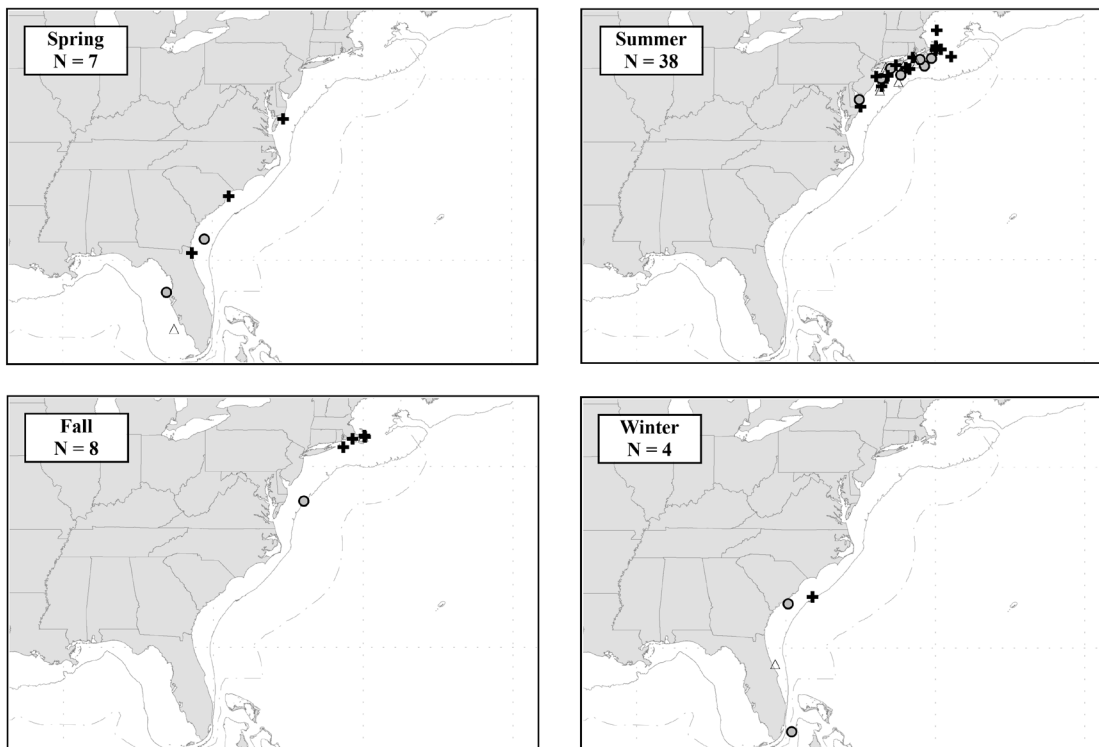 Spring
N = 7
Summer
N = 38
Fall
N = 8
Winter
N = 4